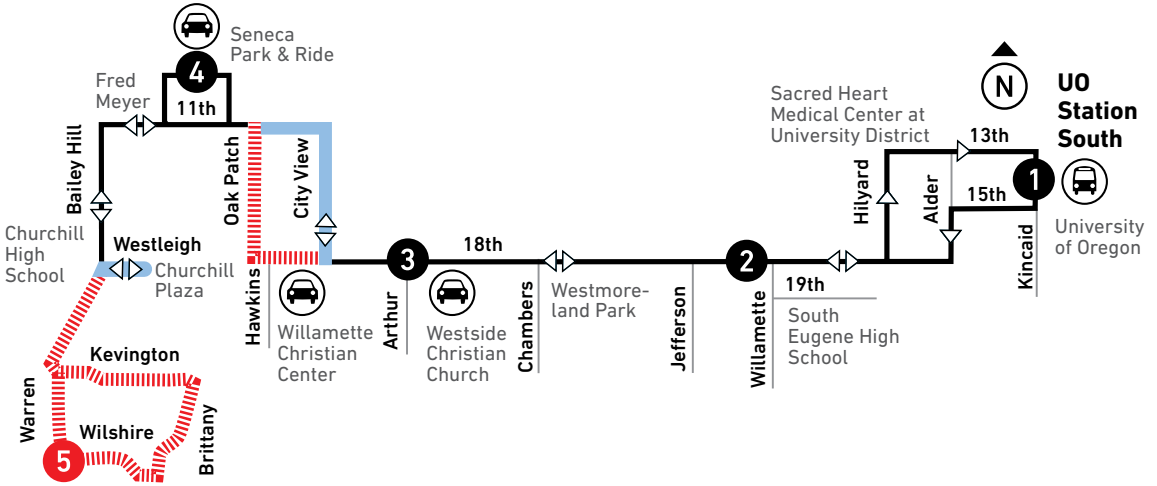 Seneca
Park & Ride
4
11th
Fred
Meyer
Bailey Hill
Oak Patch
City View
Churchill
High
School
Westleigh
Churchill
Plaza
Kevington
Warren
Wilshire
Brittany
5
Hawkins
Willamette
Christian
Center
3
Arthur
18th
Westside
Christian
Church
Chambers
Westmore-
land Park
Jefferson
2
Willamette
19th
South
Eugene High
School
Sacred Heart
Medical Center at
University District
Hilyard
Alder
13th
15th
N
UO
Station
South
1
Kincaid
University
of Oregon